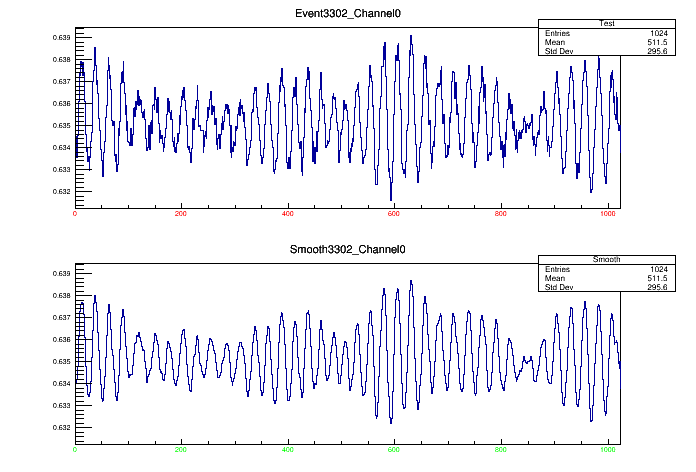 Event3302_Channel0
Test
Entries 1024
Mean 511.5
Std Dev 295.6
0.639
0.638
0.637
0.636
0.635
0.634
0.633
0.632
0 200 400 600 800 1000
Smooth3302_Channel0
Smooth
Entries 1024
Mean 511.5
Std Dev 295.6
0.639
0.638
0.637
0.636
0.635
0.634
0.633
0.632
0 200 400 600 800 1000